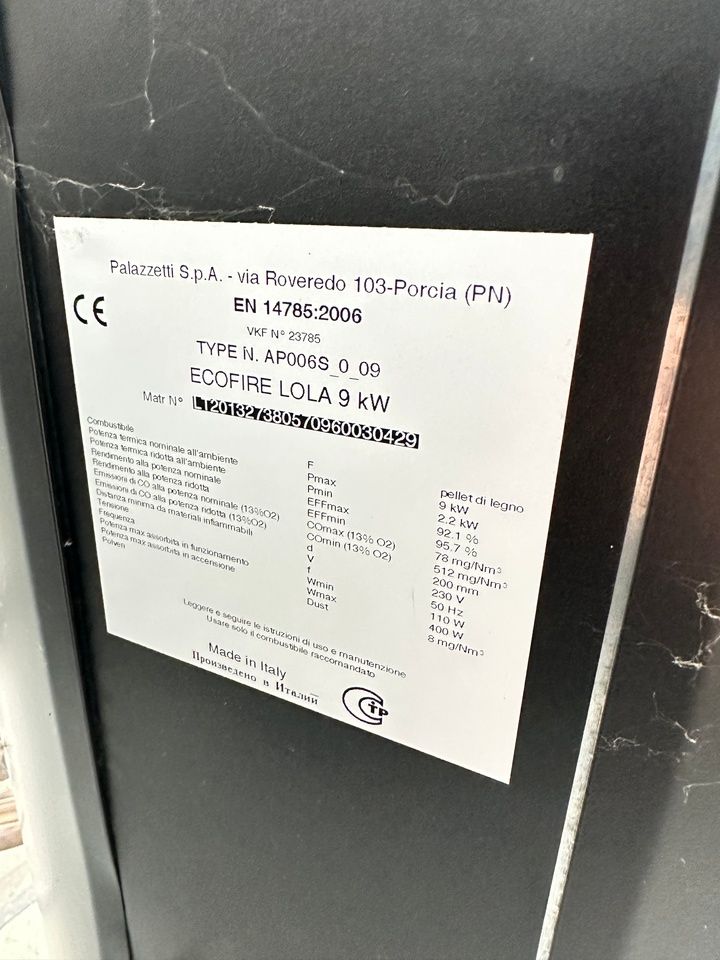 Palazzetti S.p.A. - via Roveredo 103-Porcia (PN)
CE
EN 14785:2006
VKF N° 23785
TYPE N. AP006S_0_09
ECOFIRE LOLA 9 kW
Matr N° LT201327380570960030429
Combustibile F pellet di legno
Potenza termica nominale all'ambiente Pmax 9 kW
Potenza termica ridotta all'ambiente Pmin 2.2 kW
Rendimento alla potenza nominale EFFmax 92.1 %
Rendimento alla potenza ridotta EFFmin 95.7 %
Emissioni di CO alla potenza nominale (13%O2) COmax (13% O2) 78 mg/Nm³
Emissioni di CO alla potenza ridotta (13%O2) COmin (13% O2) 512 mg/Nm³
Distanza minima da materiali infiammabili d 200 mm
Tensione V 230 V
Frequenza f 50 Hz
Potenza max assorbita in funzionamento Wmin 110 W
Potenza max assorbita in accensione Wmax 400 W
Polveri Dust 8 mg/Nm³
Leggere e seguire le istruzioni di uso e manutenzione
Usare solo il combustibile raccomandato
Made in Italy
Произведено в Италии